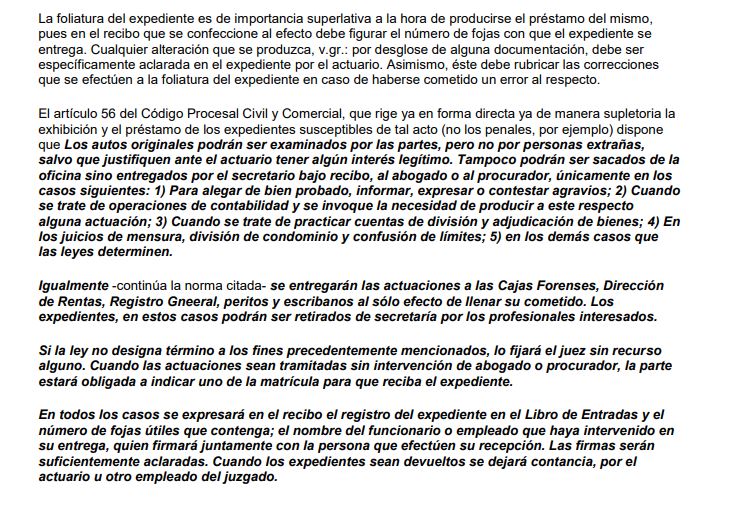 La foliatura del expediente es de importancia superlativa a la hora de producirse el préstamo del mismo,
pues en el recibo que se confeccione al efecto debe figurar el número de fojas con que el expediente se
entrega. Cualquier alteración que se produzca, v.gr.: por desglose de alguna documentación, debe ser
específicamente aclarada en el expediente por el actuario. Asimismo, éste debe rubricar las correcciones
que se efectúen a la foliatura del expediente en caso de haberse cometido un error al respecto.
El artículo 56 del Código Procesal Civil y Comercial, que rige ya en forma directa ya de manera supletoria la
exhibición y el préstamo de los expedientes susceptibles de tal acto (no los penales, por ejemplo) dispone
que Los autos originales podrán ser examinados por las partes, pero no por personas extrañas,
salvo que justifiquen ante el actuario tener algún interés legítimo. Tampoco podrán ser sacados de la
oficina sino entregados por el secretario bajo recibo, al abogado o al procurador, únicamente en los
casos siguientes: 1) Para alegar de bien probado, informar, expresar o contestar agravios; 2) Cuando
se trate de operaciones de contabilidad y se invoque la necesidad de producir a este respecto
alguna actuación; 3) Cuando se trate de practicar cuentas de división y adjudicación de bienes; 4) En
los juicios de mensura, división de condominio y confusión de límites; 5) en los demás casos que
las leyes determinen.
Igualmente -continúa la norma citada- se entregarán las actuaciones a las Cajas Forenses, Dirección
de Rentas, Registro Gneeral, peritos y escribanos al sólo efecto de llenar su cometido. Los
expedientes, en estos casos podrán ser retirados de secretaría por los profesionales interesados.
Si la ley no designa término a los fines precedentemente mencionados, lo fijará el juez sin recurso
alguno. Cuando las actuaciones sean tramitadas sin intervención de abogado o procurador, la parte
estará obligada a indicar uno de la matrícula para que reciba el expediente.
En todos los casos se expresará en el recibo el registro del expediente en el Libro de Entradas y el
número de fojas útiles que contenga; el nombre del funcionario o empleado que haya intervenido en
su entrega, quien firmará juntamente con la persona que efectúen su recepción. Las firmas serán
suficientemente aclaradas. Cuando los expedientes sean devueltos se dejará contancia, por el
actuario u otro empleado del juzgado.